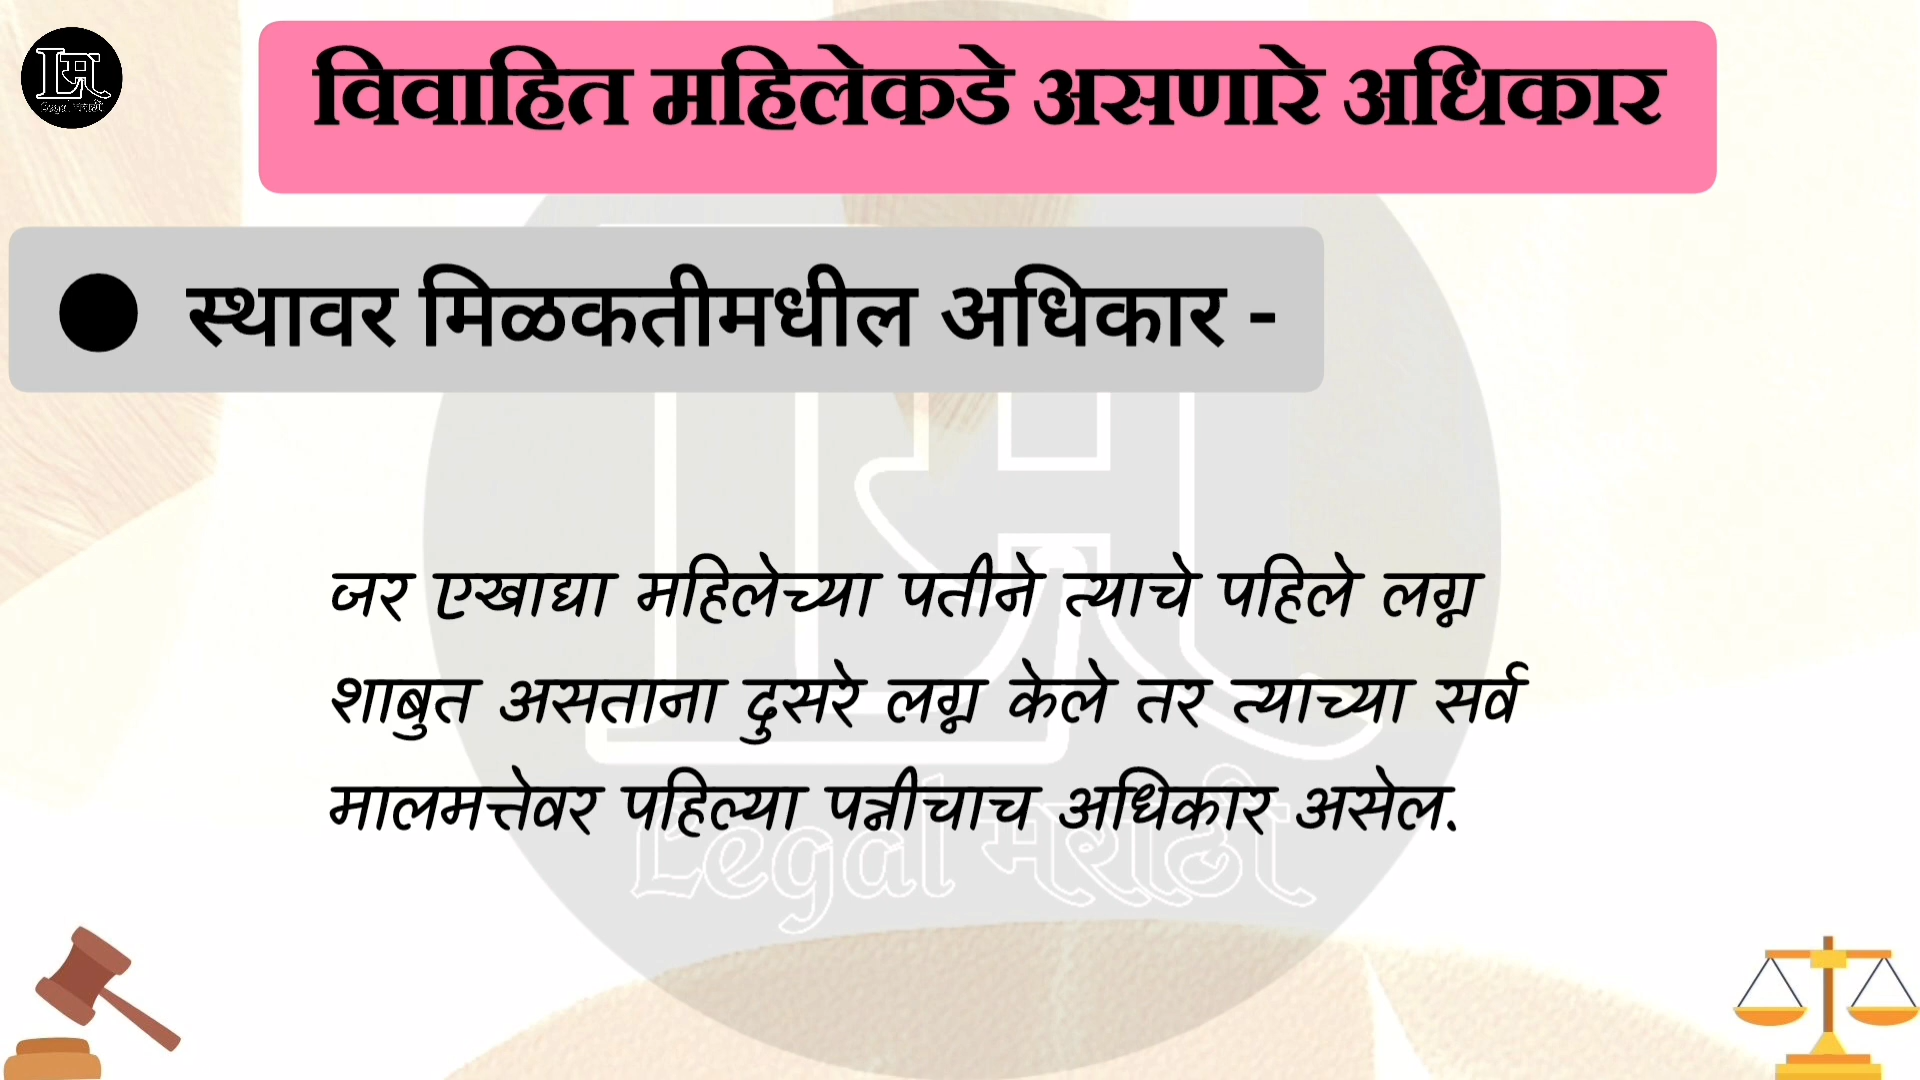 विवाहित महिलेकडे असणारे अधिकार
● स्थावर मिळकतीमधील अधिकार -
जर एखाद्या महिलेच्या पतीने त्याचे पहिले लग्न
शाबुत असताना दुसरे लग्न केले तर त्याच्या सर्व
मालमत्तेवर पहिल्या पत्नीचाच अधिकार असेल.
Legal मराठी